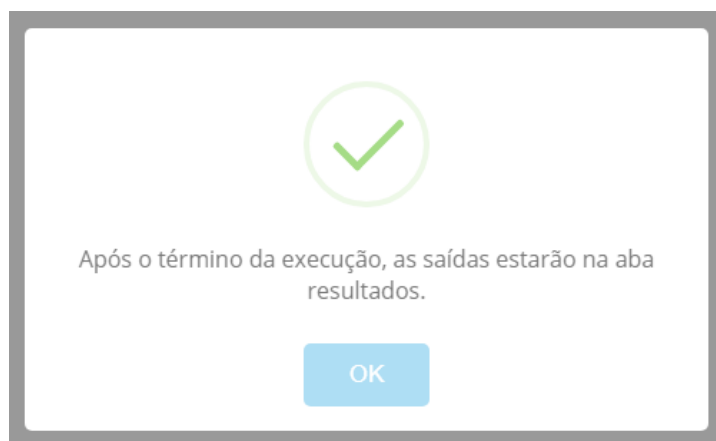 Após o término da execução, as saídas estarão na aba
resultados.
OK